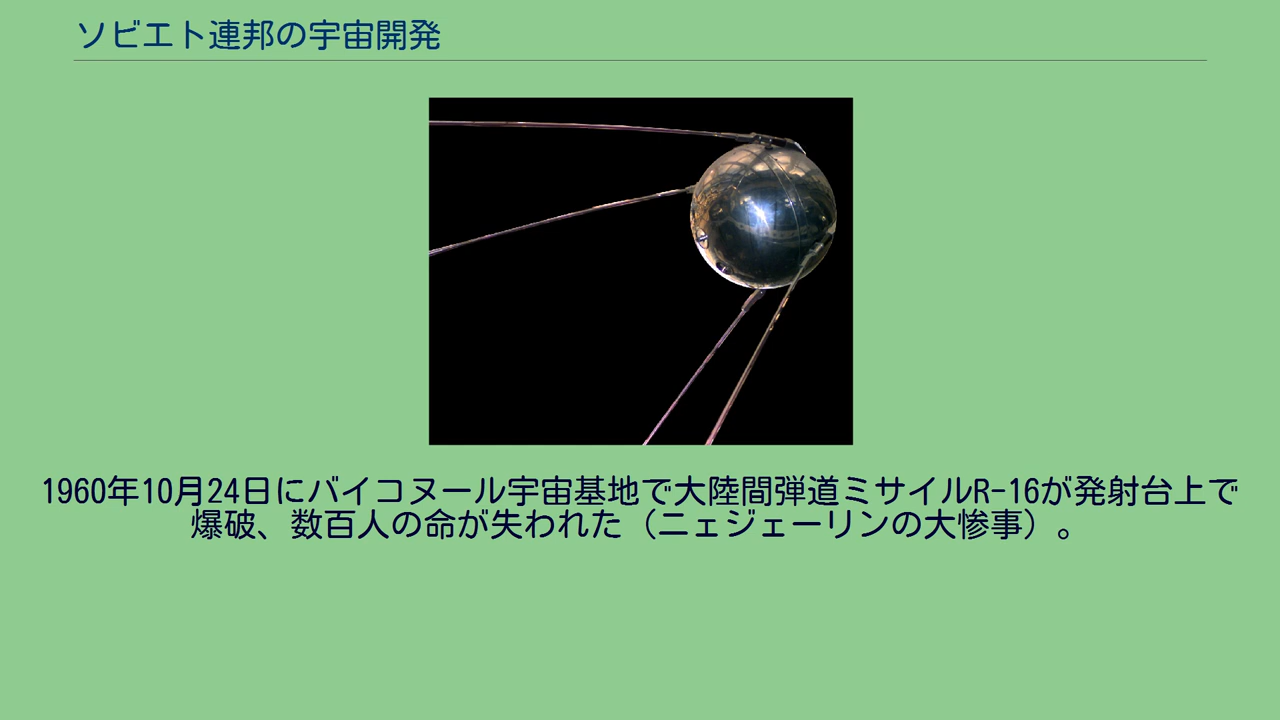 ソビエト連邦の宇宙開発
1960年10月24日にバイコヌール宇宙基地で大陸間弾道ミサイルR-16が発射台上で
爆破、数百人の命が失われた（ニェジェーリンの大惨事）。